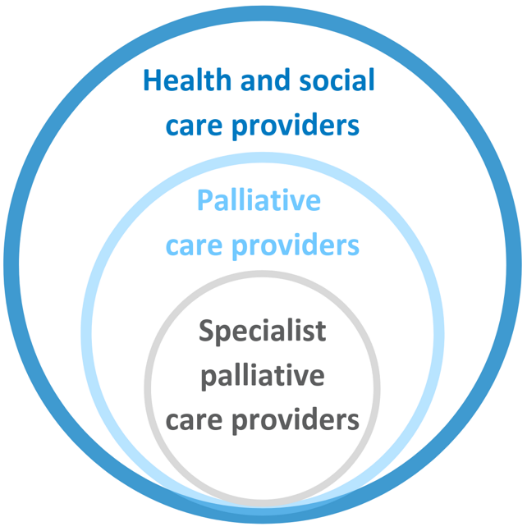 Health and social
care providers
Palliative
care providers
Specialist
palliative
care providers